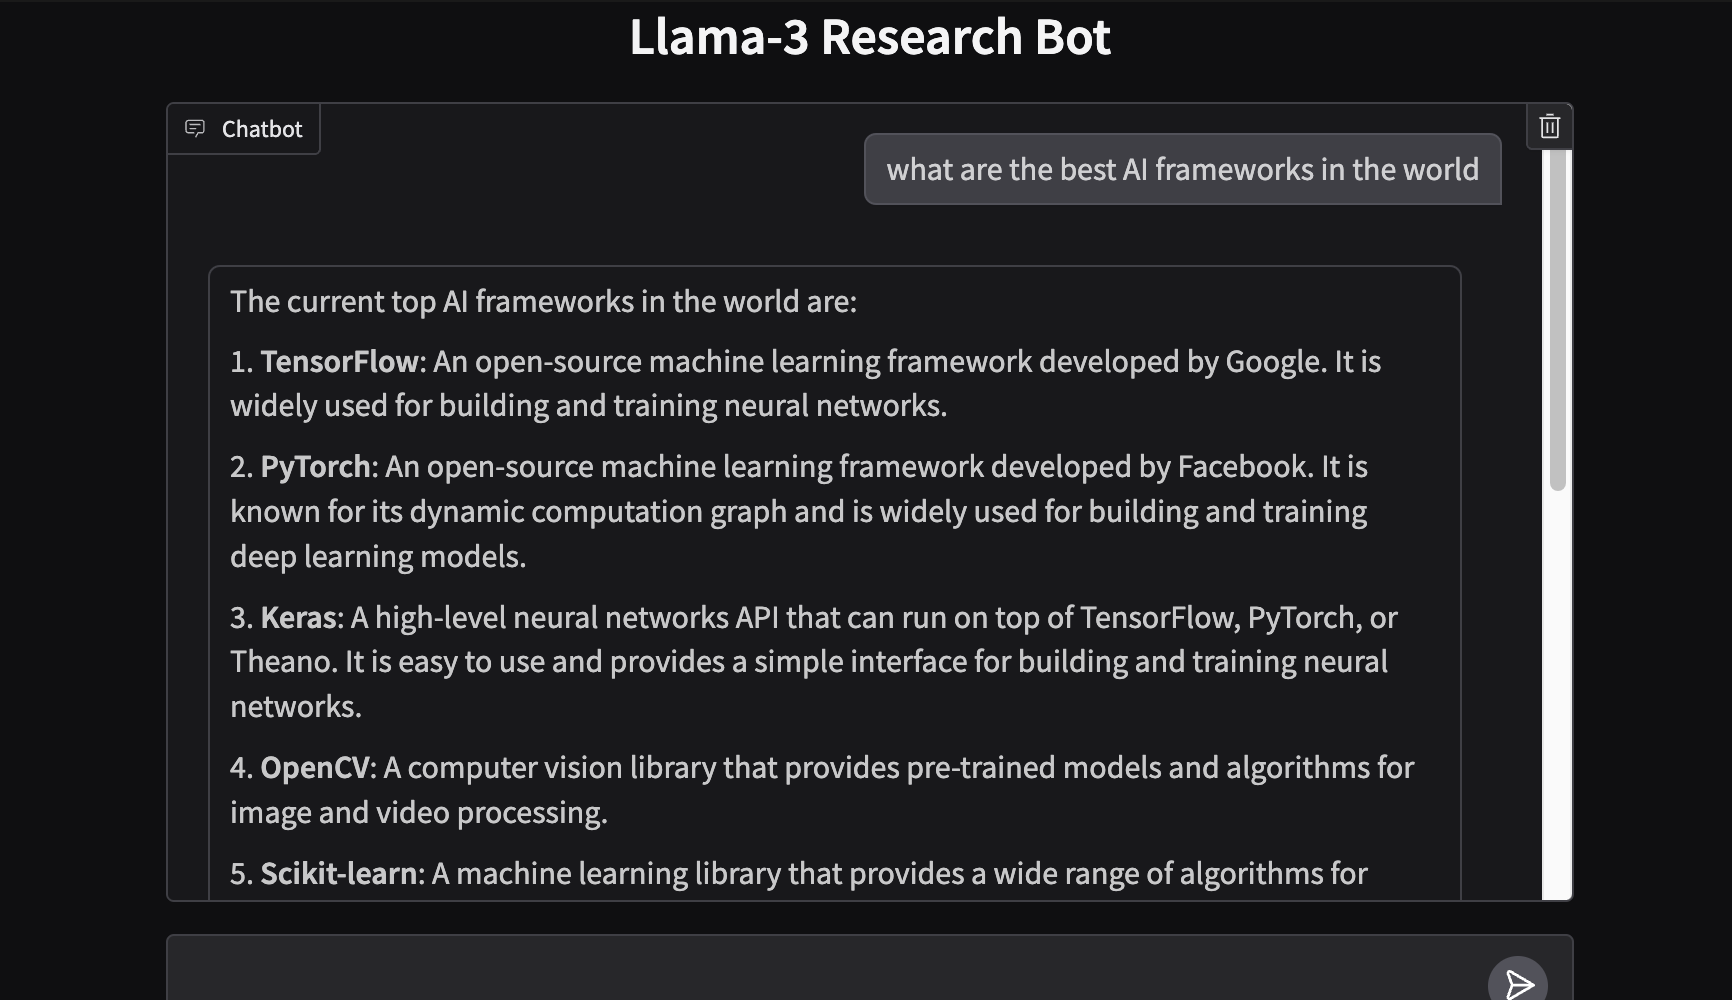 Llama-3 Research Bot
Chatbot
what are the best AI frameworks in the world
The current top AI frameworks in the world are:
1. TensorFlow: An open-source machine learning framework developed by Google. It is
widely used for building and training neural networks.
2. PyTorch: An open-source machine learning framework developed by Facebook. It is
known for its dynamic computation graph and is widely used for building and training
deep learning models.
3. Keras: A high-level neural networks API that can run on top of TensorFlow, PyTorch, or
Theano. It is easy to use and provides a simple interface for building and training neural
networks.
4. OpenCV: A computer vision library that provides pre-trained models and algorithms for
image and video processing.
5. Scikit-learn: A machine learning library that provides a wide range of algorithms for